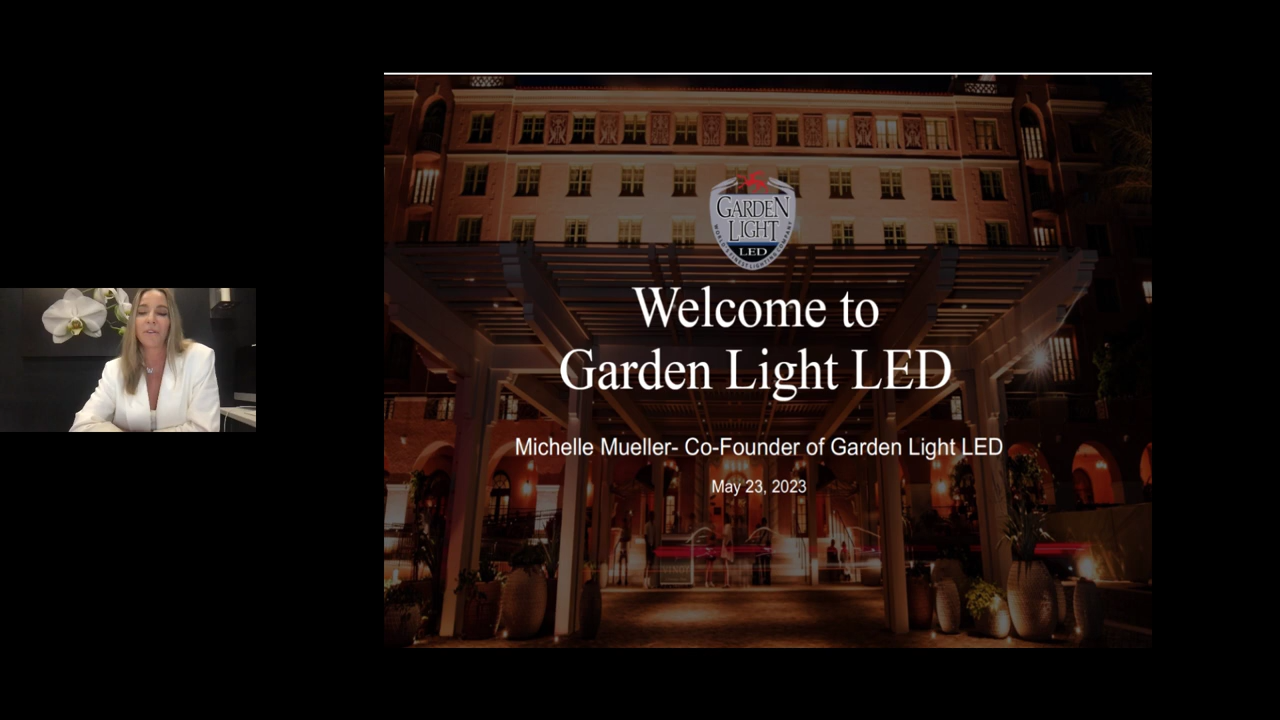 GARDEN
LIGHT
LED
Welcome to
Garden Light LED
Michelle Mueller- Co-Founder of Garden Light LED
May 23, 2023